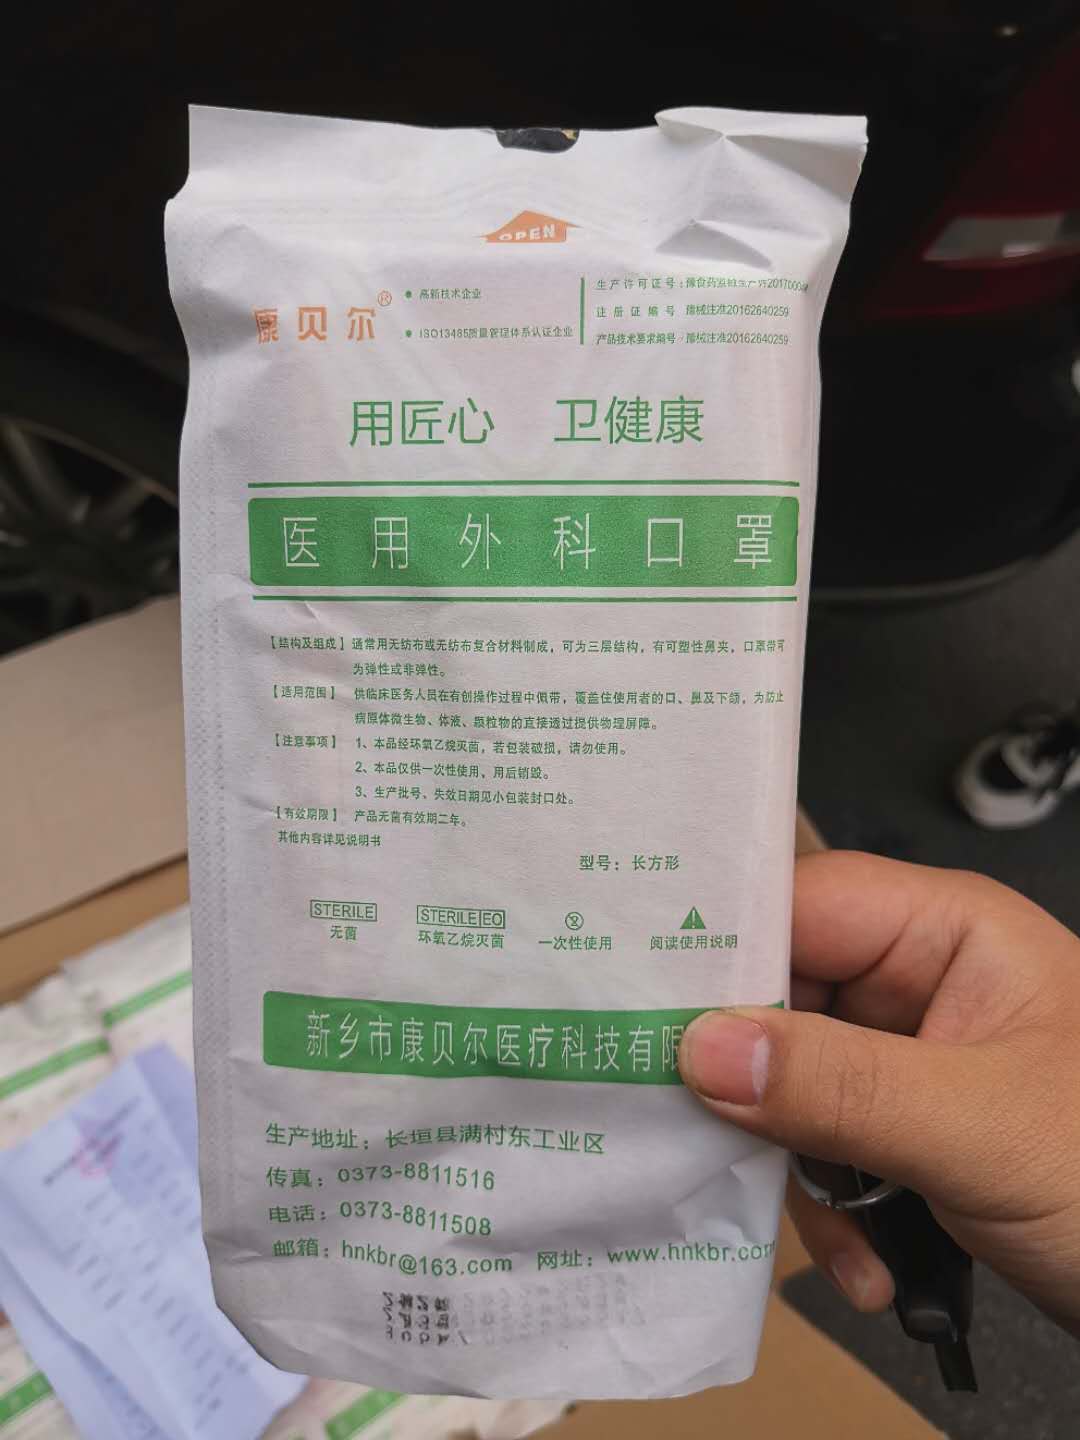 OPEN
康贝尔®
● 高新技术企业
● ISO13485质量管理体系认证企业
生产许可证号:豫食药监械生产许2017000
注册证编号 豫械注准20162640259
产品技术要求编号:豫械注准20162640259
用匠心 卫健康
医用外科口罩
【结构及组成】通常用无纺布或无纺布复合材料制成，可为三层结构，有可塑性鼻夹，口罩带可
为弹性或非弹性。
【适用范围】 供临床医务人员在有创操作过程中佩带，覆盖住使用者的口、鼻及下颌，为防止
病原体微生物、体液、颗粒物的直接透过提供物理屏障。
【注意事项】 1、本品经环氧乙烷灭菌，若包装破损，请勿使用。
2、本品仅供一次性使用，用后销毁。
3、生产批号、失效日期见小包装封口处。
【有效期限】 产品无菌有效期二年。
其他内容详见说明书
型号：长方形
STERILE STERILE EO
无菌 环氧乙烷灭菌 一次性使用 阅读使用说明
新乡市康贝尔医疗科技有限
生产地址：长垣县满村东工业区
传真：0373-8811516
电话：0373-8811508
邮箱：hnkbr@163.com 网址：www.hnkbr.com